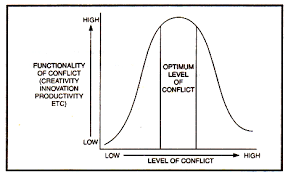 HIGH
FUNCTIONALITY
OF CONFLICT
(CREATIVITY
INNOVATION
PRODUCTIVITY
ETC)
OPTIMUM
LEVEL
OF
CONFLICT
LOW
LOW LEVEL OF CONFLICT HIGH